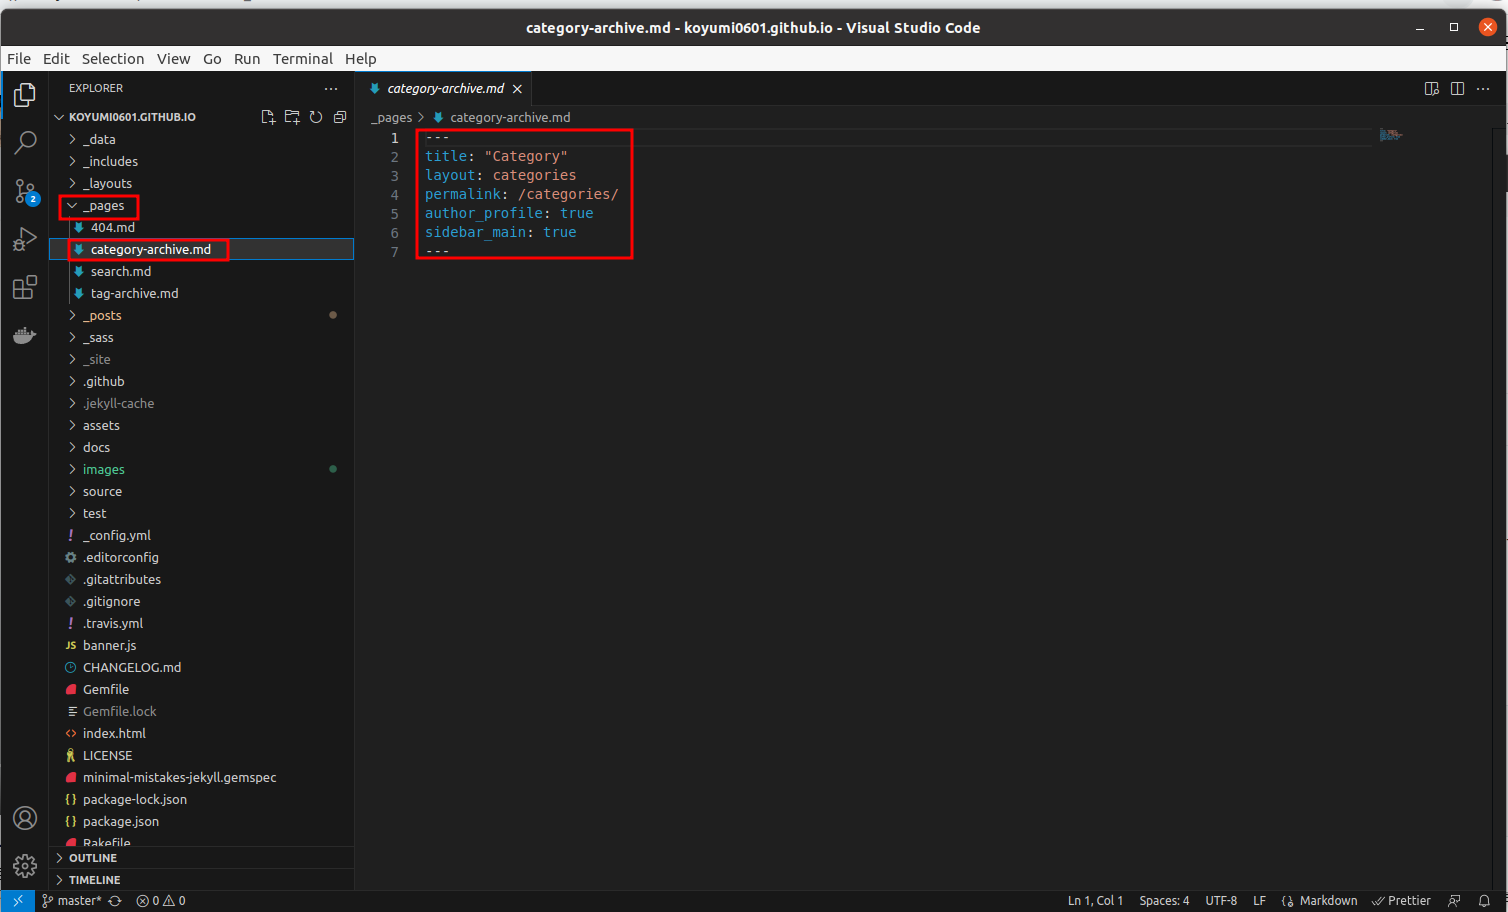 category-archive.md - koyumi0601.github.io - Visual Studio Code
File Edit Selection View Go Run Terminal Help
EXPLORER
category-archive.md
KOYUMI0601.GITHUB.IO
_pages > category-archive.md
_data
_includes
_layouts
_pages
404.md
category-archive.md
search.md
tag-archive.md
_posts
_sass
_site
.github
.jekyll-cache
assets
docs
images
source
test
_config.yml
.editorconfig
.gitattributes
.gitignore
.travis.yml
JS banner.js
CHANGELOG.md
Gemfile
Gemfile.lock
index.html
LICENSE
minimal-mistakes-jekyll.gemspec
package-lock.json
package.json
Rakefile
OUTLINE
TIMELINE
2
1 ---
2 title: "Category"
3 layout: categories
4 permalink: /categories/
5 author_profile: true
6 sidebar_main: true
7 ---
master* 0 0 Ln 1, Col 1 Spaces: 4 UTF-8 LF Markdown Prettier